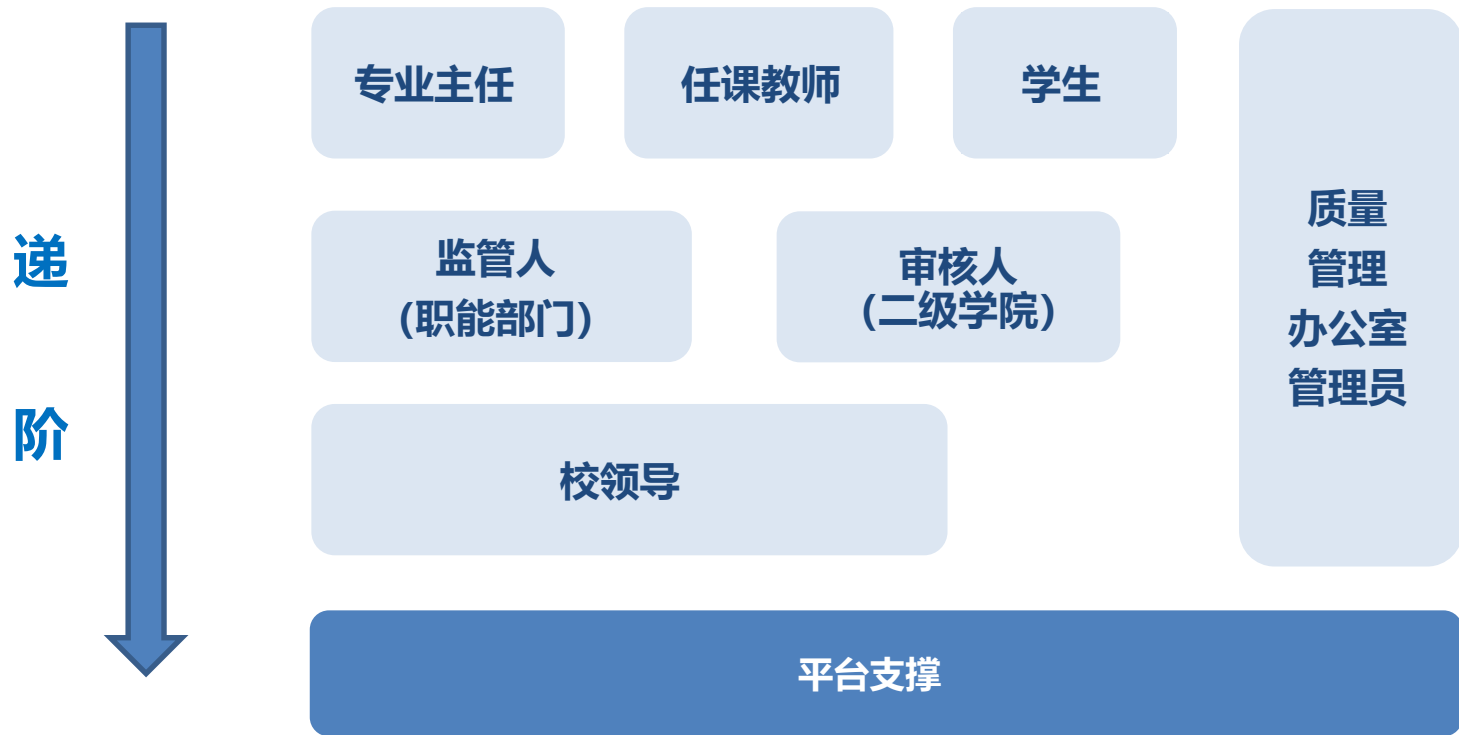 递
阶
专业主任
任课教师
学生
监管人
(职能部门)
审核人
(二级学院)
校领导
质量
管理
办公室
管理员
平台支撑